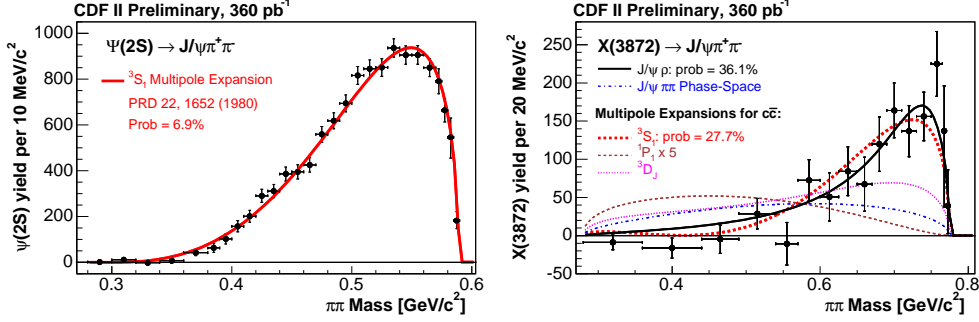 CDF II Preliminary, 360 pb⁻¹
Ψ(2S) → J/ψπ⁺π⁻
³S₁ Multipole Expansion
PRD 22, 1652 (1980)
Prob = 6.9%
ψ(2S) yield per 10 MeV/c²
1000
800
600
400
200
0
0.3 0.4 0.5 0.6
ππ Mass [GeV/c²]
CDF II Preliminary, 360 pb⁻¹
X(3872) → J/ψπ⁺π⁻
J/ψ ρ: prob = 36.1%
J/ψ ππ Phase-Space
Multipole Expansions for cc̄:
³S₁: prob = 27.7%
¹P₁ x 5
³D_J
X(3872) yield per 20 MeV/c²
250
200
150
100
50
0
-50
0.4 0.6 0.8
ππ Mass [GeV/c²]